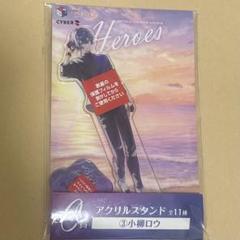 CYBER Z
Heroes
表面の
保護フィルムを
剥がしてから
ご使用ください
C賞
アクリルスタンド 全11種
③小柳ロウ